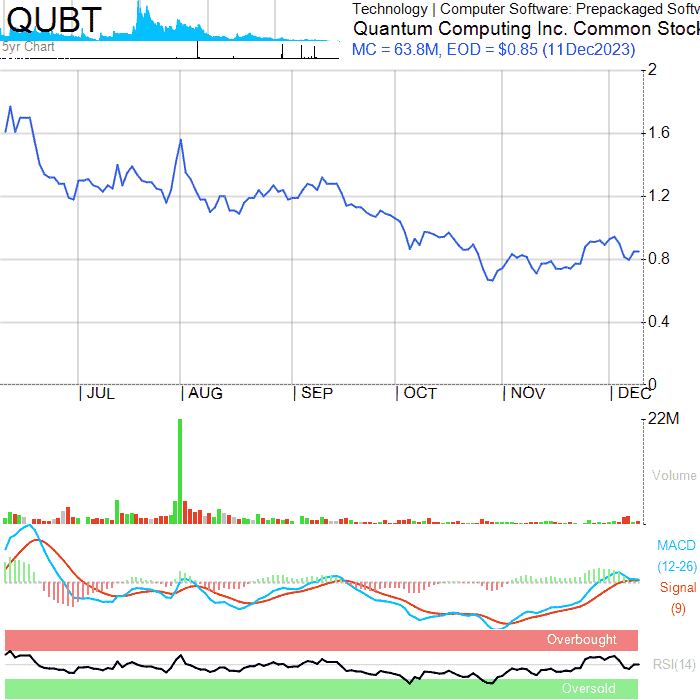 QUBT
5yr Chart
Technology | Computer Software: Prepackaged Softw
Quantum Computing Inc. Common Stock
MC = 63.8M, EOD = $0.85 (11Dec2023)
2
1.6
1.2
0.8
0.4
0
| JUL | AUG | SEP | OCT | NOV | DEC
22M
Volume
MACD
(12-26)
Signal
(9)
Overbought
RSI(14)
Oversold